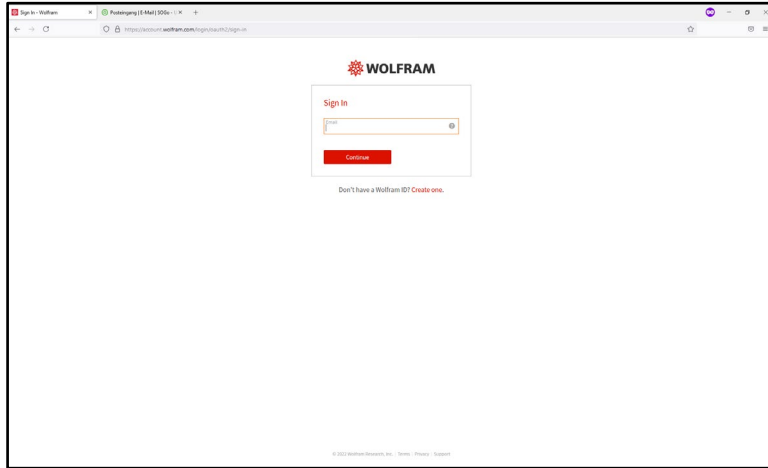 Sign In - Wolfram
Posteingang | E-Mail | SOGo - U
https://account.wolfram.com/login/oauth2/sign-in
WOLFRAM
Sign In
Email
Continue
Don't have a Wolfram ID? Create one.
© 2022 Wolfram Research, Inc. | Terms | Privacy | Support